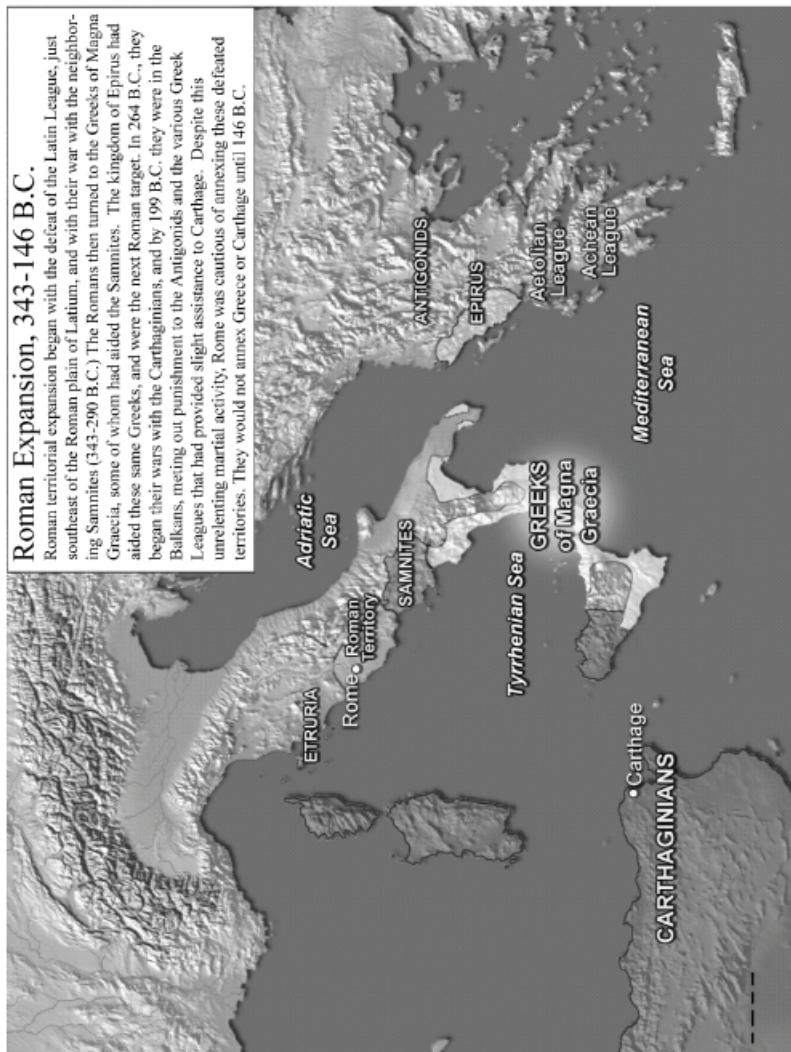 Roman Expansion, 343-146 B.C.
Roman territorial expansion began with the defeat of the Latin League, just
southeast of the Roman plain of Latium, and with their war with the neighbor-
ing Samnites (343-290 B.C.) The Romans then turned to the Greeks of Magna
Graecia, some of whom had aided the Samnites. The kingdom of Epirus had
aided these same Greeks, and were the next Roman target. In 264 B.C., they
began their wars with the Carthaginians, and by 199 B.C. they were in the
Balkans, meting out punishment to the Antigonids and the various Greek
Leagues that had provided slight assistance to Carthage. Despite this
unrelenting martial activity, Rome was cautious of annexing these defeated
territories. They would not annex Greece or Carthage until 146 B.C.
Adriatic
Sea
ETRURIA
Rome
Roman
Territory
SAMNITES
ANTIGONIDS
EPIRUS
Aetolian
League
Achean
League
Tyrrhenian Sea
GREEKS
of Magna
Graecia
Mediterranean
Sea
Carthage
CARTHAGINIANS